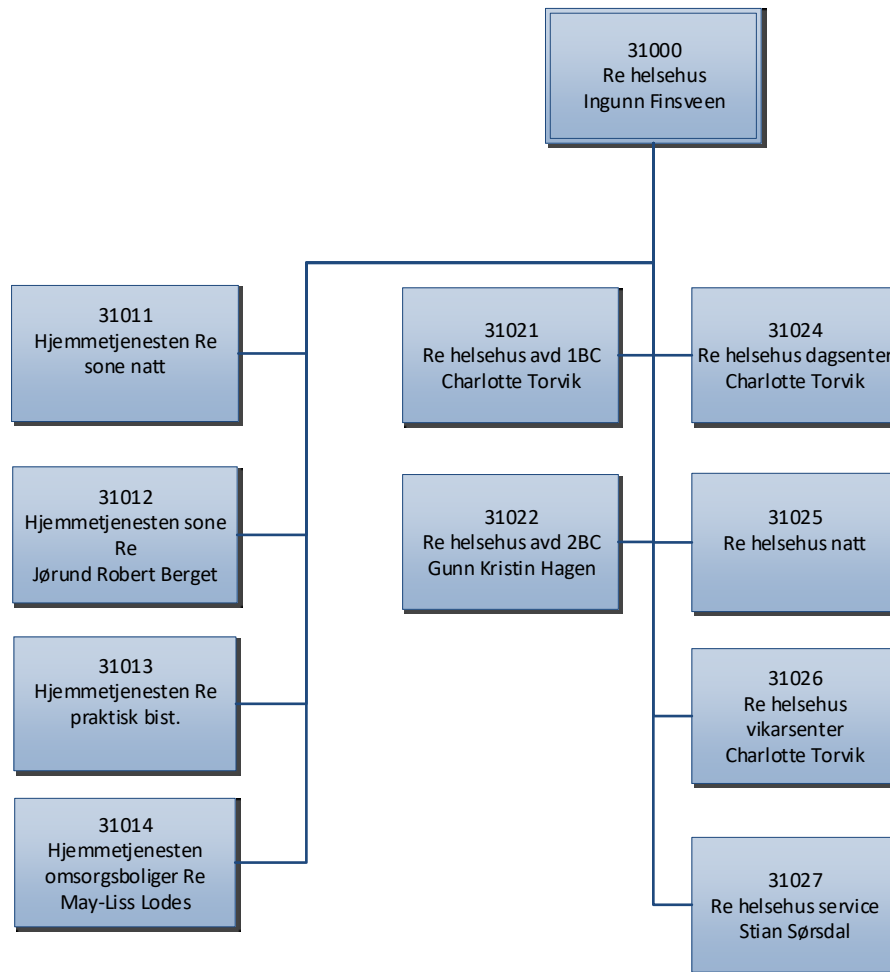 31000
Re helsehus
Ingunn Finsveen
31011
Hjemmetjenesten Re
sone natt
31012
Hjemmetjenesten sone
Re
Jørund Robert Berget
31013
Hjemmetjenesten Re
praktisk bist.
31014
Hjemmetjenesten
omsorgsboliger Re
May-Liss Lodes
31021
Re helsehus avd 1BC
Charlotte Torvik
31022
Re helsehus avd 2BC
Gunn Kristin Hagen
31024
Re helsehus dagsenter
Charlotte Torvik
31025
Re helsehus natt
31026
Re helsehus
vikarsenter
Charlotte Torvik
31027
Re helsehus service
Stian Sørsdal